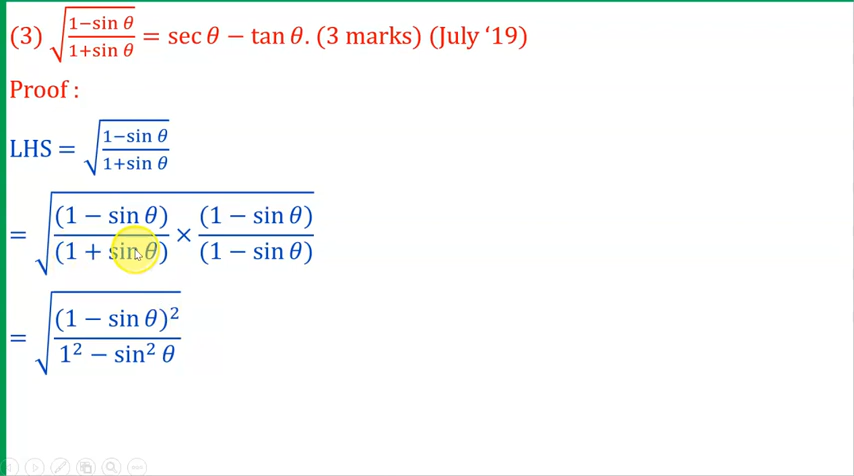 (3) √((1−sin θ)/(1+sin θ)) = sec θ − tan θ. (3 marks) (July ‘19)
Proof :
LHS = √((1−sin θ)/(1+sin θ))
= √((1 − sin θ)/(1 + sin θ) × (1 − sin θ)/(1 − sin θ))
= √((1 − sin θ)²/(1² − sin² θ))